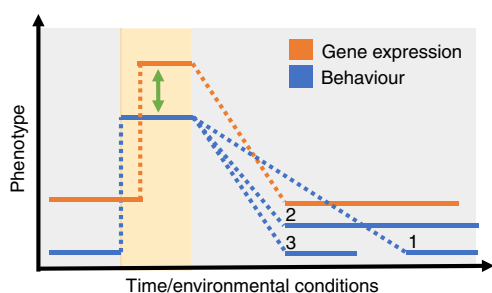 Gene expression
Behaviour
Phenotype
2
3
1
Time/environmental conditions